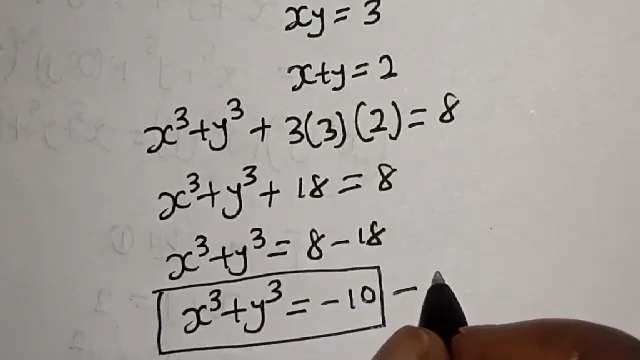 xy = 3
x+y = 2
x³+y³ + 3(3)(2) = 8
x³+y³ + 18 = 8
x³+y³ = 8 - 18
x³+y³ = -10 -